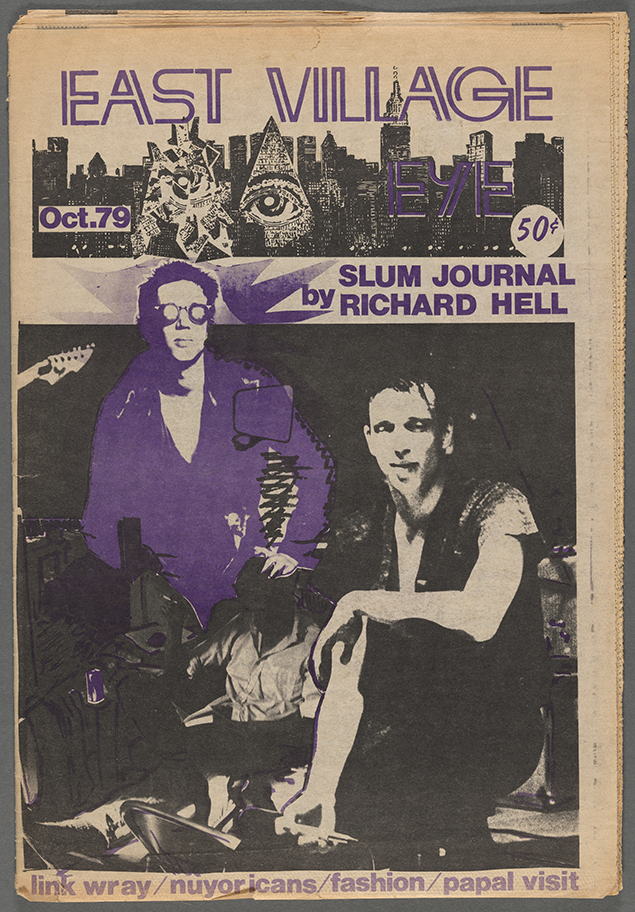 EAST VILLAGE
EYE
Oct.79
50¢
SLUM JOURNAL
by RICHARD HELL
link wray/nuyoricans/fashion/papal visit